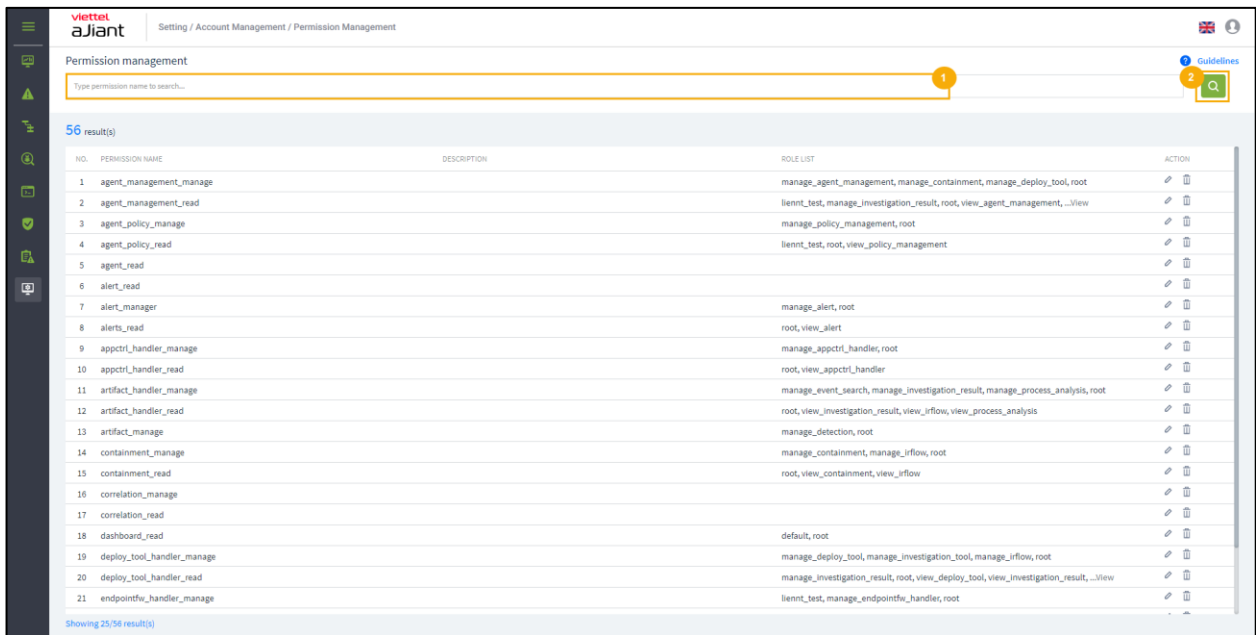 viettel
aJiant
Setting / Account Management / Permission Management
Permission management
? Guidelines
Type permission name to search...
1
2
56 result(s)
NO. PERMISSION NAME DESCRIPTION ROLE LIST ACTION
1 agent_management_manage manage_agent_management, manage_containment, manage_deploy_tool, root
2 agent_management_read liennt_test, manage_investigation_result, root, view_agent_management, ...View
3 agent_policy_manage manage_policy_management, root
4 agent_policy_read liennt_test, root, view_policy_management
5 agent_read
6 alert_read
7 alert_manager manage_alert, root
8 alerts_read root, view_alert
9 appctrl_handler_manage manage_appctrl_handler, root
10 appctrl_handler_read root, view_appctrl_handler
11 artifact_handler_manage manage_event_search, manage_investigation_result, manage_process_analysis, root
12 artifact_handler_read root, view_investigation_result, view_irflow, view_process_analysis
13 artifact_manage manage_detection, root
14 containment_manage manage_containment, manage_irflow, root
15 containment_read root, view_containment, view_irflow
16 correlation_manage
17 correlation_read
18 dashboard_read default, root
19 deploy_tool_handler_manage manage_deploy_tool, manage_investigation_tool, manage_irflow, root
20 deploy_tool_handler_read manage_investigation_result, root, view_deploy_tool, view_investigation_result, ...View
21 endpointfw_handler_manage liennt_test, manage_endpointfw_handler, root
Showing 25/56 result(s)